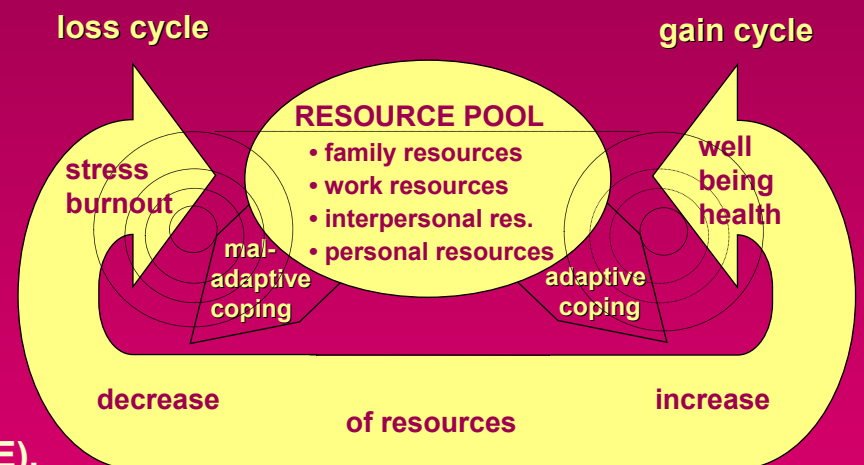 loss cycle
gain cycle
RESOURCE POOL
• family resources
• work resources
• interpersonal res.
• personal resources
stress
burnout
well
being
health
mal-
adaptive
coping
adaptive
coping
decrease
of resources
increase
E).